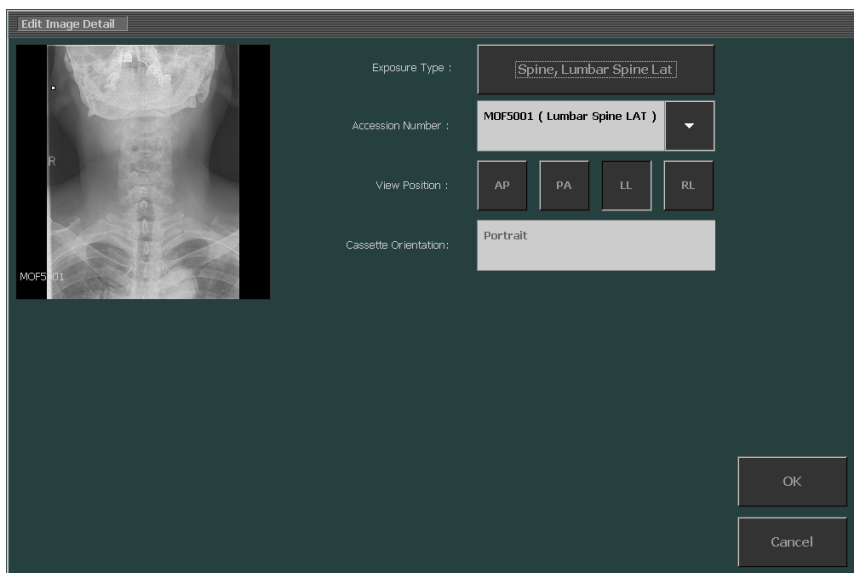 Edit Image Detail
Exposure Type :
Spine, Lumbar Spine Lat
Accession Number :
MOF5001 ( Lumbar Spine LAT )
R
View Position :
AP
PA
LL
RL
Cassette Orientation:
Portrait
MOF5001
OK
Cancel